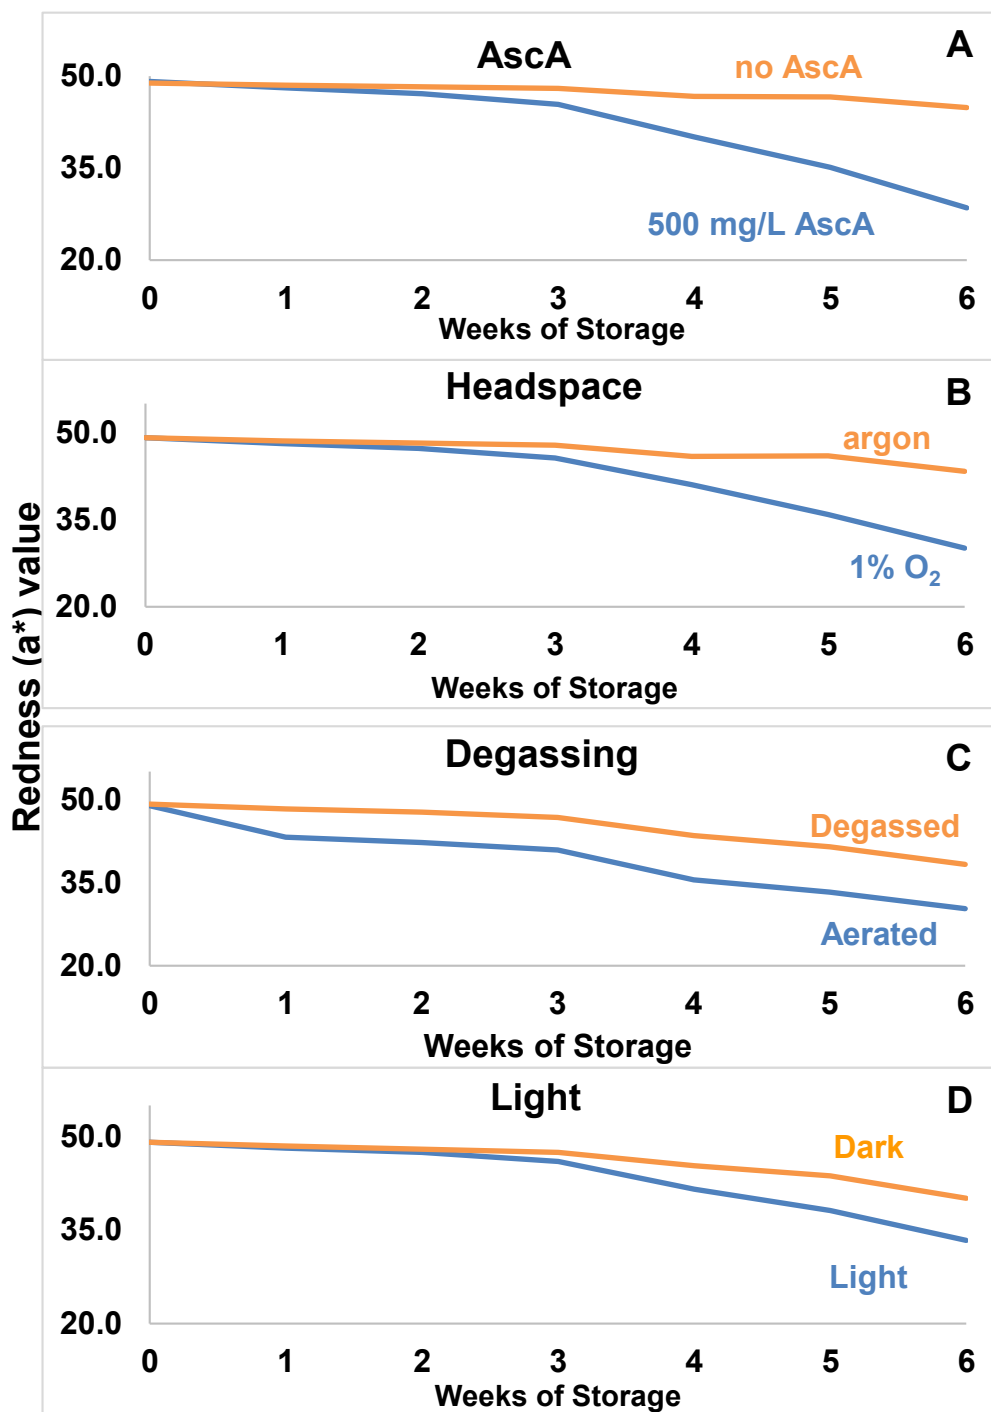 Redness (a*) value
AscA
A
no AscA
50.0
35.0
500 mg/L AscA
20.0
0 1 2 3 4 5 6
Weeks of Storage
Headspace
B
50.0
argon
35.0
1% O₂
20.0
0 1 2 3 4 5 6
Weeks of Storage
Degassing
C
50.0
Degassed
35.0
Aerated
20.0
0 1 2 3 4 5 6
Weeks of Storage
Light
D
50.0
Dark
35.0
Light
20.0
0 1 2 3 4 5 6
Weeks of Storage